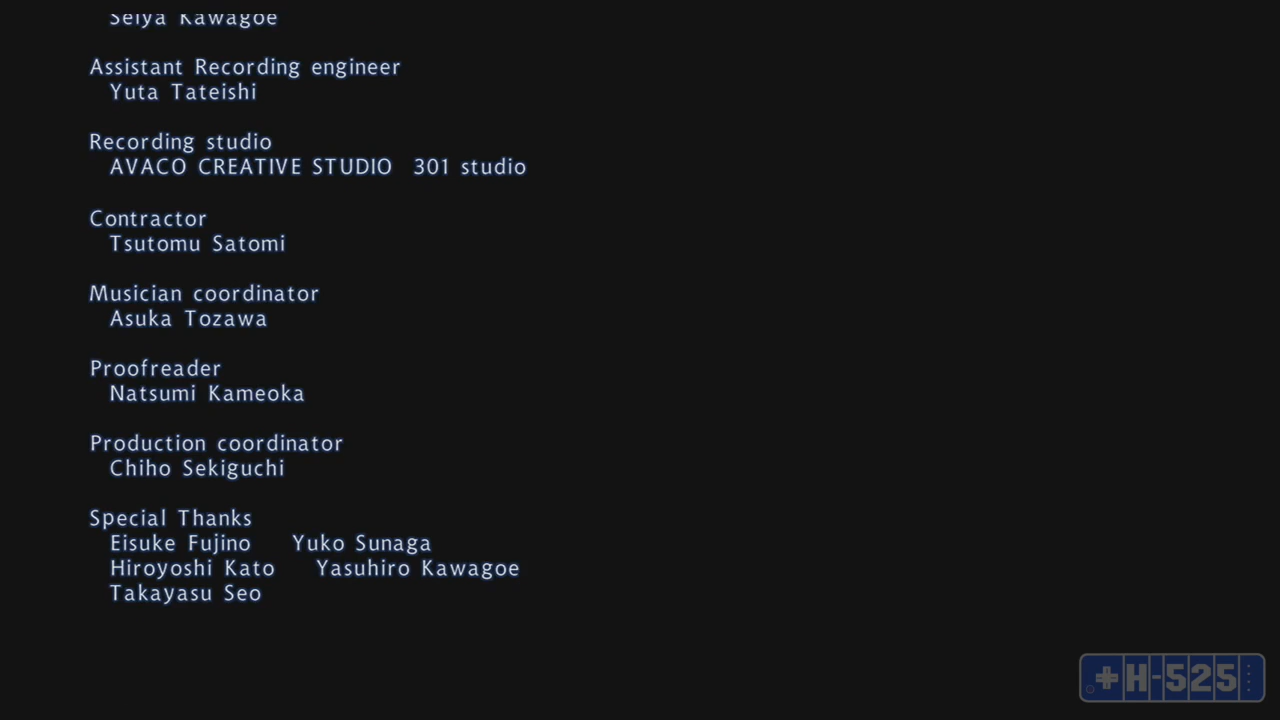 Seiya Kawagoe
Assistant Recording engineer
Yuta Tateishi
Recording studio
AVACO CREATIVE STUDIO 301 studio
Contractor
Tsutomu Satomi
Musician coordinator
Asuka Tozawa
Proofreader
Natsumi Kameoka
Production coordinator
Chiho Sekiguchi
Special Thanks
Eisuke Fujino Yuko Sunaga
Hiroyoshi Kato Yasuhiro Kawagoe
Takayasu Seo
H-525